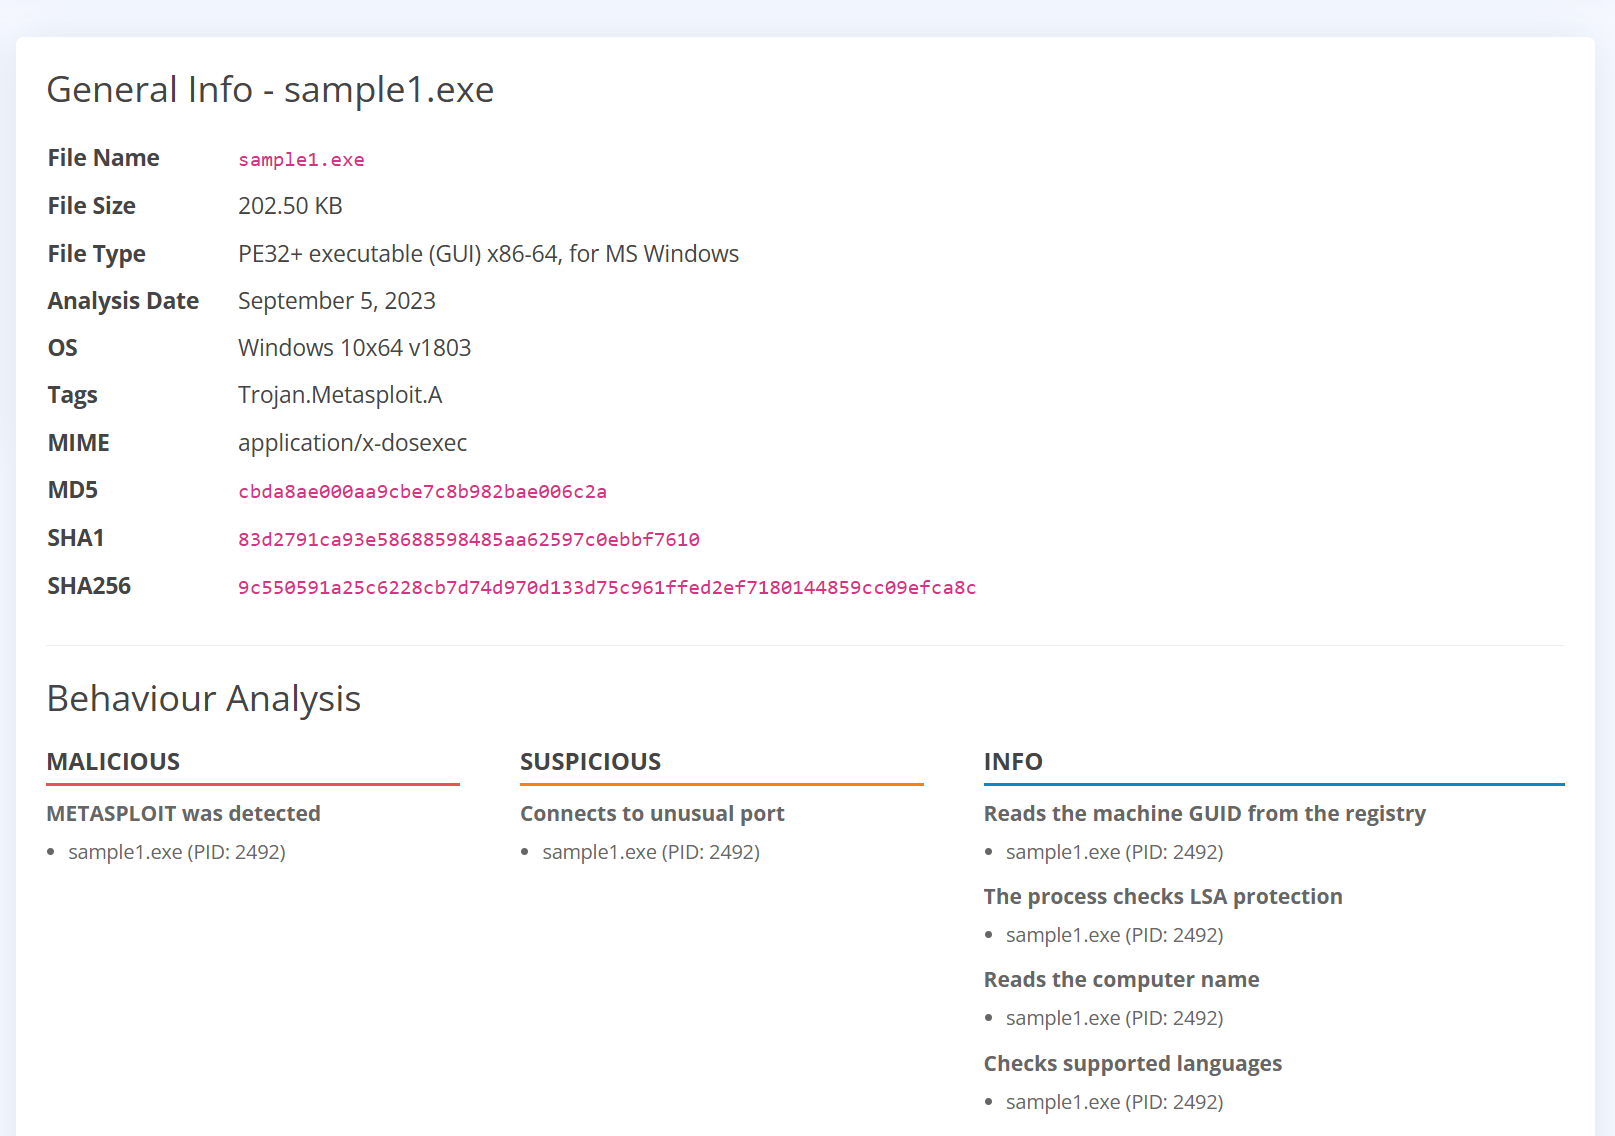 General Info - sample1.exe
File Name sample1.exe
File Size 202.50 KB
File Type PE32+ executable (GUI) x86-64, for MS Windows
Analysis Date September 5, 2023
OS Windows 10x64 v1803
Tags Trojan.Metasploit.A
MIME application/x-dosexec
MD5 cbda8ae000aa9cbe7c8b982bae006c2a
SHA1 83d2791ca93e58688598485aa62597c0ebbf7610
SHA256 9c550591a25c6228cb7d74d970d133d75c961ffed2ef7180144859cc09efca8c
Behaviour Analysis
MALICIOUS
METASPLOIT was detected
• sample1.exe (PID: 2492)
SUSPICIOUS
Connects to unusual port
• sample1.exe (PID: 2492)
INFO
Reads the machine GUID from the registry
• sample1.exe (PID: 2492)
The process checks LSA protection
• sample1.exe (PID: 2492)
Reads the computer name
• sample1.exe (PID: 2492)
Checks supported languages
• sample1.exe (PID: 2492)